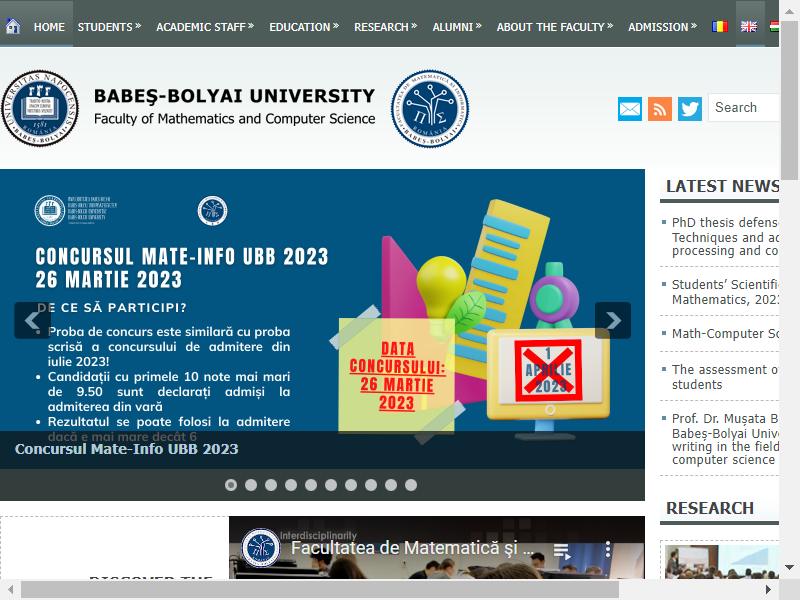 HOME STUDENTS» ACADEMIC STAFF» EDUCATION» RESEARCH» ALUMNI» ABOUT THE FACULTY» ADMISSION»
BABEŞ-BOLYAI UNIVERSITY
Faculty of Mathematics and Computer Science
Search
CONCURSUL MATE-INFO UBB 2023
26 MARTIE 2023
DE CE SĂ PARTICIPI?
• Proba de concurs este similară cu proba
scrisă a concursului de admitere din
iulie 2023!
• Candidații cu primele 10 note mai mari
de 9.50 sunt declarați admiși la
admiterea din vară
• Rezultatul se poate folosi la admitere
dacă e mai mare decât 6
DATA
CONCURSULUI:
26 MARTIE
2023
1
APRILIE
2023
Concursul Mate-Info UBB 2023
LATEST NEWS
PhD thesis defens
Techniques and ad
processing and co
Students’ Scientifi
Mathematics, 202
Math-Computer Sc
The assessment o
students
Prof. Dr. Mușata B
Babeș-Bolyai Univ
writing in the field
computer science
RESEARCH
DISCOVER THE
Interdisciplinarity
Facultatea de Matematică și ...